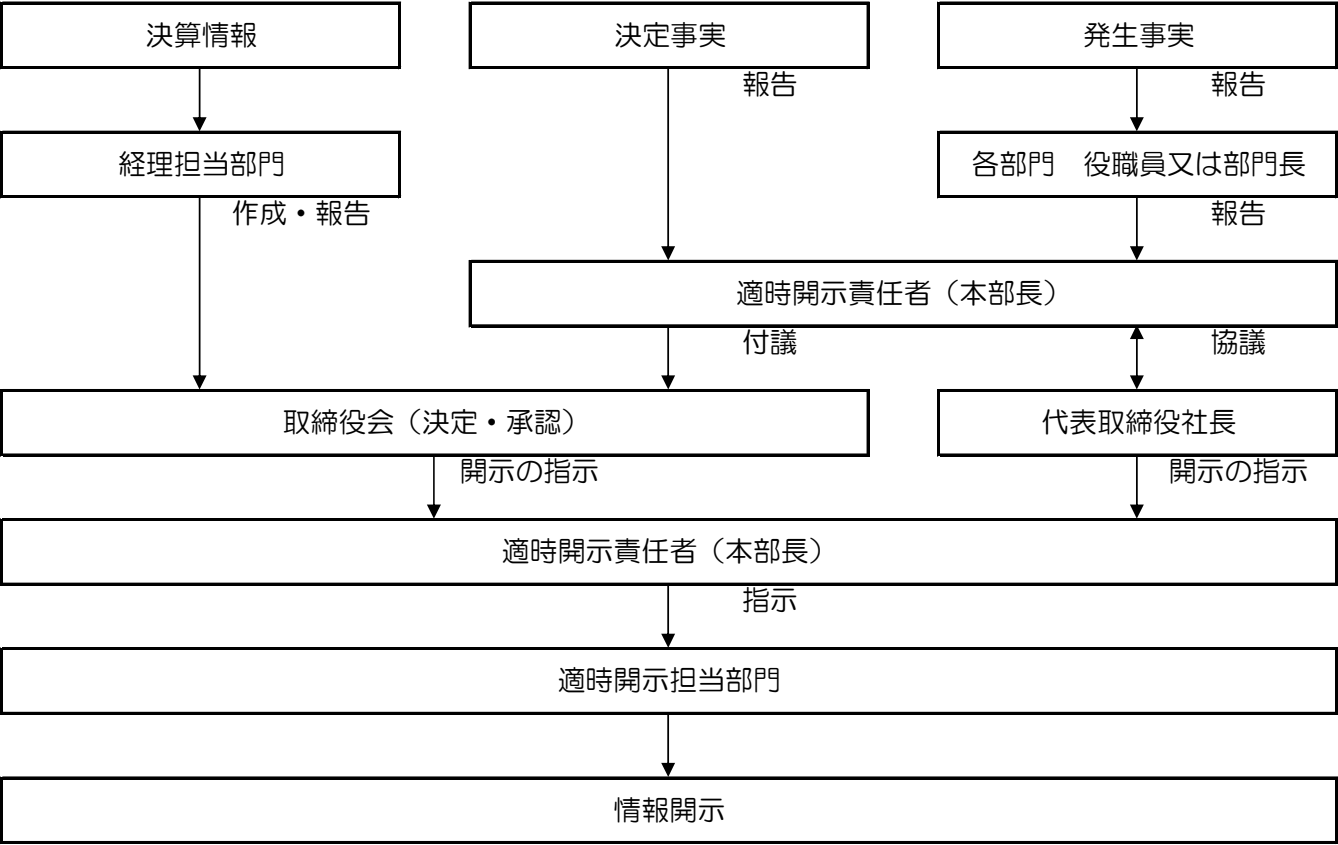 決算情報
決定事実
発生事実
報告
報告
経理担当部門
各部門　役職員又は部門長
作成・報告
報告
適時開示責任者（本部長）
付議
協議
取締役会（決定・承認）
代表取締役社長
開示の指示
開示の指示
適時開示責任者（本部長）
指示
適時開示担当部門
情報開示